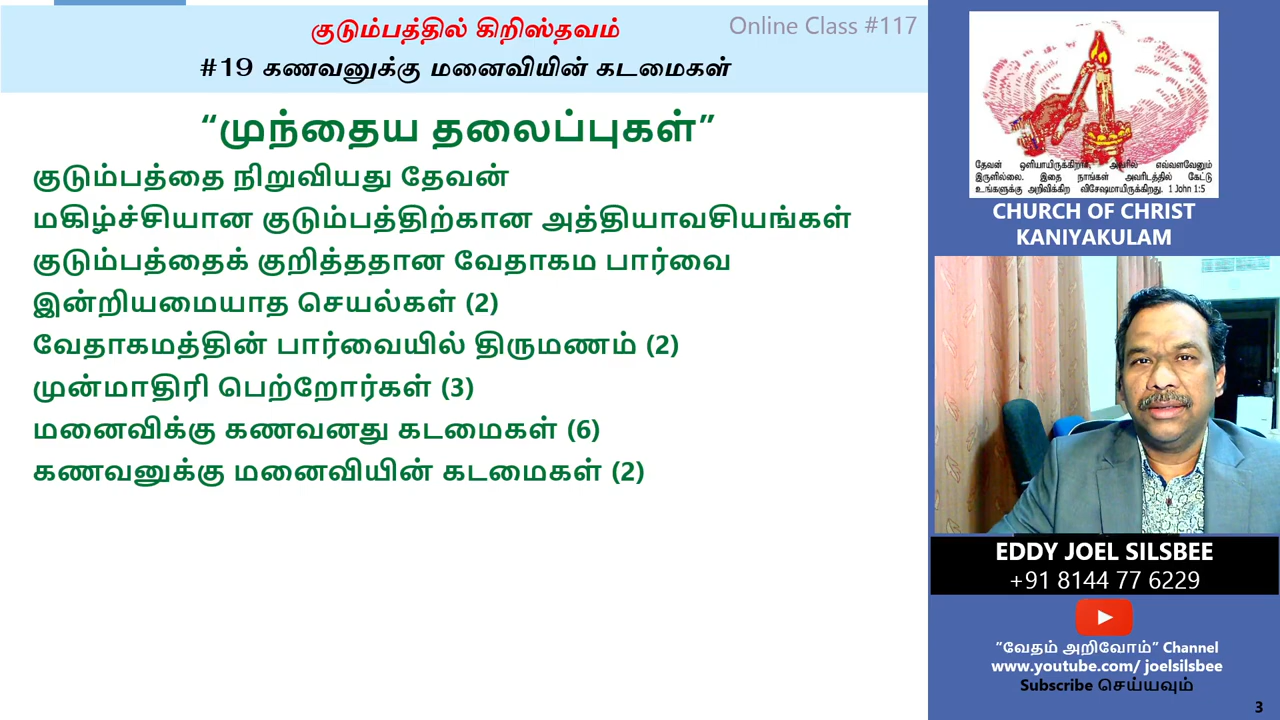 குடும்பத்தில் கிறிஸ்தவம்
Online Class #117
#19 கணவனுக்கு மனைவியின் கடமைகள்
“முந்தைய தலைப்புகள்”
குடும்பத்தை நிறுவியது தேவன்
மகிழ்ச்சியான குடும்பத்திற்கான அத்தியாவசியங்கள்
குடும்பத்தைக் குறித்ததான வேதாகம பார்வை
இன்றியமையாத செயல்கள் (2)
வேதாகமத்தின் பார்வையில் திருமணம் (2)
முன்மாதிரி பெற்றோர்கள் (3)
மனைவிக்கு கணவனது கடமைகள் (6)
கணவனுக்கு மனைவியின் கடமைகள் (2)
தேவன் ஒளியாயிருக்கிறார், அவரில் எவ்வளவேனும்
இருளில்லை. இதை நாங்கள் அவரிடத்தில் கேட்டு
உங்களுக்கு அறிவிக்கிற விசேஷமாயிருக்கிறது. 1 John 1:5
CHURCH OF CHRIST
KANIYAKULAM
EDDY JOEL SILSBEE
+91 8144 77 6229
”வேதம் அறிவோம்” Channel
www.youtube.com/ joelsilsbee
Subscribe செய்யவும்
3